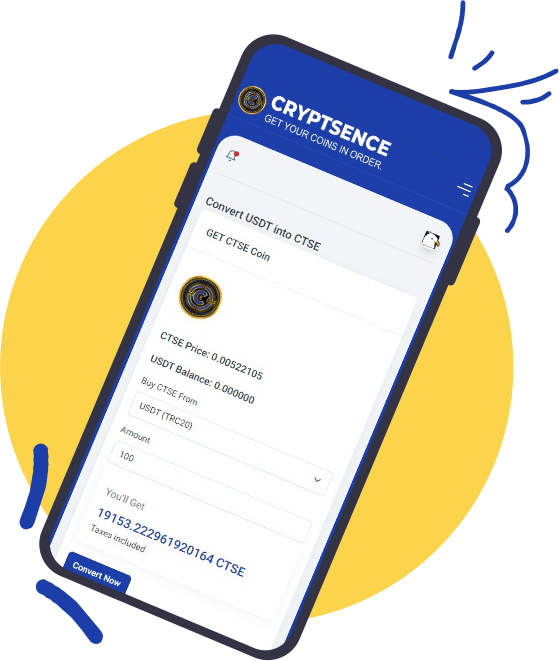 CRYPTSENCE
GET YOUR COINS IN ORDER.
Convert USDT into CTSE
GET CTSE Coin
CTSE Price: 0.00522105
USDT Balance: 0.000000
Buy CTSE From
USDT (TRC20)
Amount
100
You'll Get
19153.222961920164 CTSE
Taxes included
Convert Now